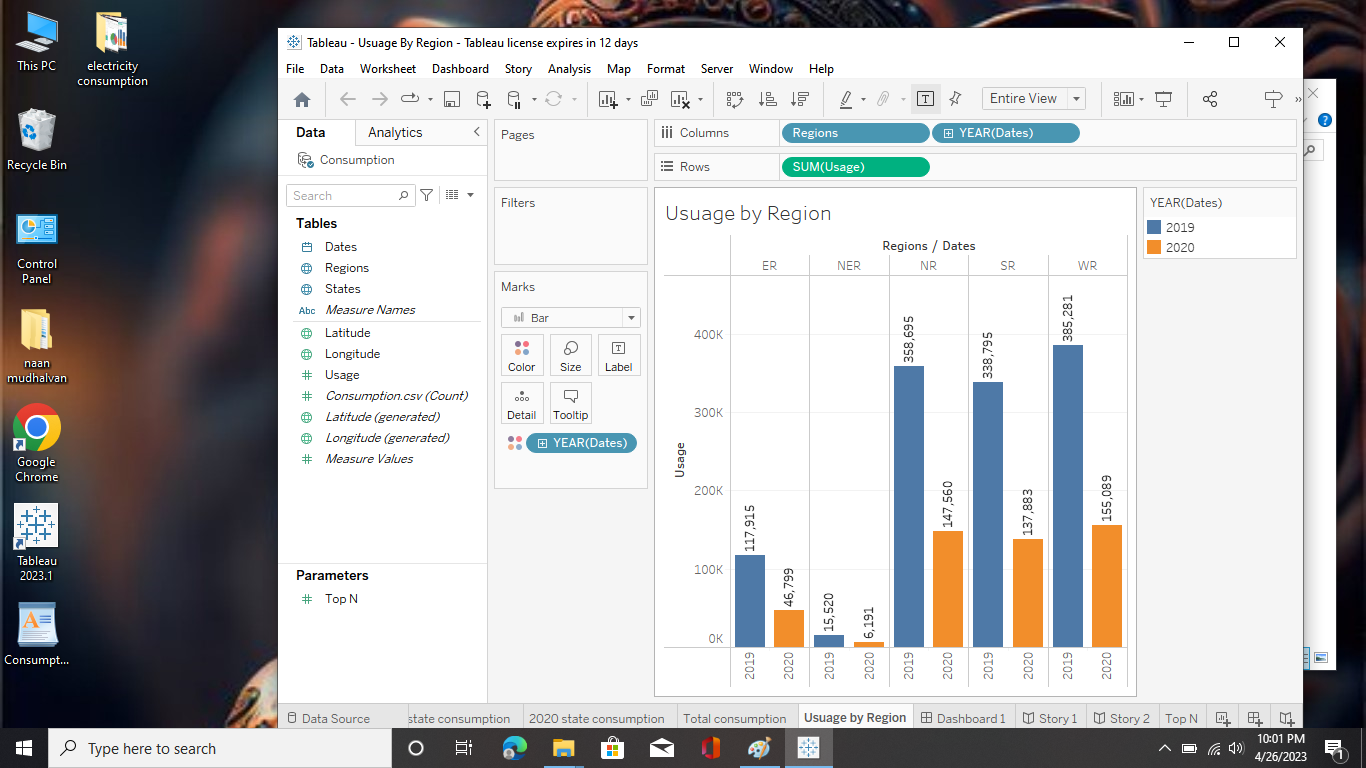 This PC
electricity
consumption
Recycle Bin
Control
Panel
naan
mudhalvan
Google
Chrome
Tableau
2023.1
Consumpt...
Tableau - Usuage By Region - Tableau license expires in 12 days
File Data Worksheet Dashboard Story Analysis Map Format Server Window Help
Entire View
Data Analytics
Consumption
Search
Tables
Dates
Regions
States
Abc Measure Names
Latitude
Longitude
Usage
Consumption.csv (Count)
Latitude (generated)
Longitude (generated)
Measure Values
Parameters
Top N
Pages
Filters
Marks
Bar
Color Size Label
Detail Tooltip
YEAR(Dates)
Columns Regions YEAR(Dates)
Rows SUM(Usage)
Usuage by Region
Regions / Dates
ER NER NR SR WR
Usage
400K
300K
200K
100K
0K
117,915
46,799
15,520
6,191
358,695
147,560
338,795
137,883
385,281
155,089
2019 2020 2019 2020 2019 2020 2019 2020 2019 2020
YEAR(Dates)
2019
2020
Data Source state consumption 2020 state consumption Total consumption Usuage by Region Dashboard 1 Story 1 Story 2 Top N
Type here to search
10:01 PM
4/26/2023
1